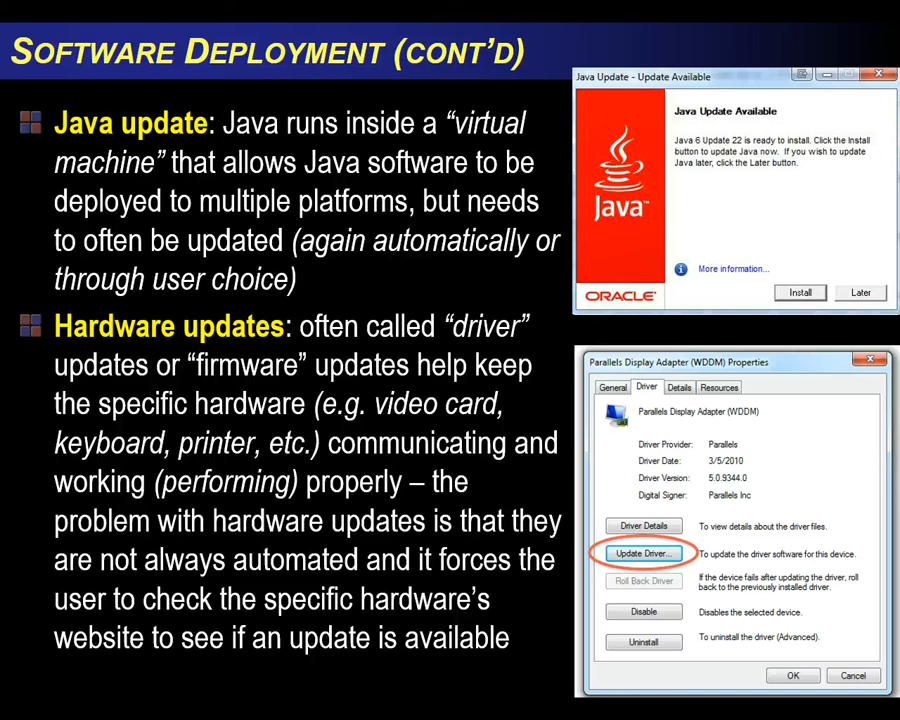 SOFTWARE DEPLOYMENT (CONT'D)
Java update: Java runs inside a “virtual
machine” that allows Java software to be
deployed to multiple platforms, but needs
to often be updated (again automatically or
through user choice)
Hardware updates: often called “driver”
updates or “firmware” updates help keep
the specific hardware (e.g. video card,
keyboard, printer, etc.) communicating and
working (performing) properly – the
problem with hardware updates is that they
are not always automated and it forces the
user to check the specific hardware’s
website to see if an update is available
Java Update - Update Available
Java Update Available
Java 6 Update 22 is ready to install. Click the Install
button to update Java now. If you wish to update
Java later, click the Later button.
Java™
More information...
ORACLE
Install
Later
Parallels Display Adapter (WDDM) Properties
General Driver Details Resources
Parallels Display Adapter (WDDM)
Driver Provider: Parallels
Driver Date: 3/5/2010
Driver Version: 5.0.9344.0
Digital Signer: Parallels Inc
Driver Details To view details about the driver files.
Update Driver... To update the driver software for this device.
Roll Back Driver If the device fails after updating the driver, roll
back to the previously installed driver.
Disable Disables the selected device.
Uninstall To uninstall the driver (Advanced).
OK Cancel